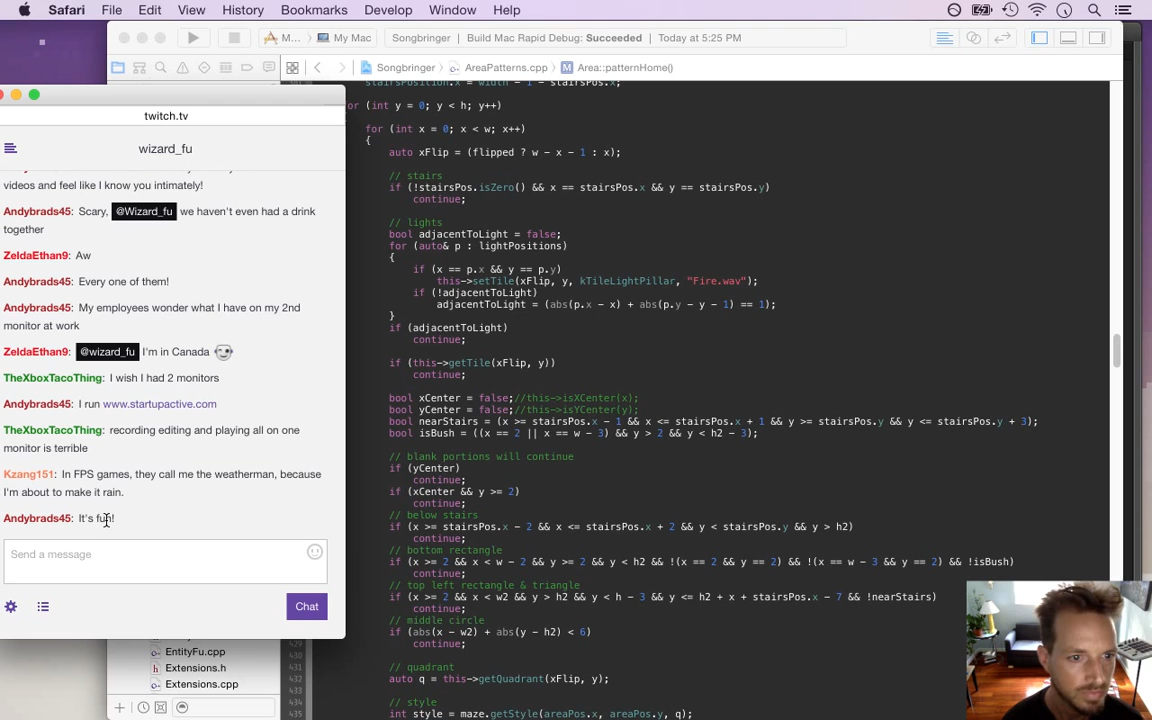 Safari File Edit View History Bookmarks Develop Window Help
M... My Mac Songbringer | Build Mac Rapid Debug: Succeeded | Today at 5:25 PM
Songbringer AreaPatterns.cpp Area::patternHome()
twitch.tv
wizard_fu
videos and feel like I know you intimately!
Andybrads45: Scary, @Wizard_fu we haven't even had a drink
together
ZeldaEthan9: Aw
Andybrads45: Every one of them!
Andybrads45: My employees wonder what I have on my 2nd
monitor at work
ZeldaEthan9: @wizard_fu I'm in Canada
TheXboxTacoThing: I wish I had 2 monitors
Andybrads45: I run www.startupactive.com
TheXboxTacoThing: recording editing and playing all on one
monitor is terrible
Kzang151: In FPS games, they call me the weatherman, because
I'm about to make it rain.
Andybrads45: It's fun!
Send a message
Chat
EntityFu.cpp
Extensions.h
Extensions.cpp
stairsPosition.x = width - 1 - stairsPos.x;
for (int y = 0; y < h; y++)
for (int x = 0; x < w; x++)
{
auto xFlip = (flipped ? w - x - 1 : x);
// stairs
if (!stairsPos.isZero() && x == stairsPos.x && y == stairsPos.y)
continue;
// lights
bool adjacentToLight = false;
for (auto& p : lightPositions)
{
if (x == p.x && y == p.y)
this->setTile(xFlip, y, kTileLightPillar, "Fire.wav");
if (!adjacentToLight)
adjacentToLight = (abs(p.x - x) + abs(p.y - y - 1) == 1);
}
if (adjacentToLight)
continue;
if (this->getTile(xFlip, y))
continue;
bool xCenter = false;//this->isXCenter(x);
bool yCenter = false;//this->isYCenter(y);
bool nearStairs = (x >= stairsPos.x - 1 && x <= stairsPos.x + 1 && y >= stairsPos.y && y <= stairsPos.y + 3);
bool isBush = ((x == 2 || x == w - 3) && y > 2 && y < h2 - 3);
// blank portions will continue
if (yCenter)
continue;
if (xCenter && y >= 2)
continue;
// below stairs
if (x >= stairsPos.x - 2 && x <= stairsPos.x + 2 && y < stairsPos.y && y > h2)
continue;
// bottom rectangle
if (x >= 2 && x < w - 2 && y >= 2 && y < h2 && !(x == 2 && y == 2) && !(x == w - 3 && y == 2) && !isBush)
continue;
// top left rectangle & triangle
if (x >= 2 && x < w2 && y > h2 && y < h - 3 && y <= h2 + x + stairsPos.x - 7 && !nearStairs)
continue;
// middle circle
if (abs(x - w2) + abs(y - h2) < 6)
continue;
// quadrant
auto q = this->getQuadrant(xFlip, y);
// style
int style = maze.getStyle(areaPos.x, areaPos.y, q);
429
430
431
432
433
434
435